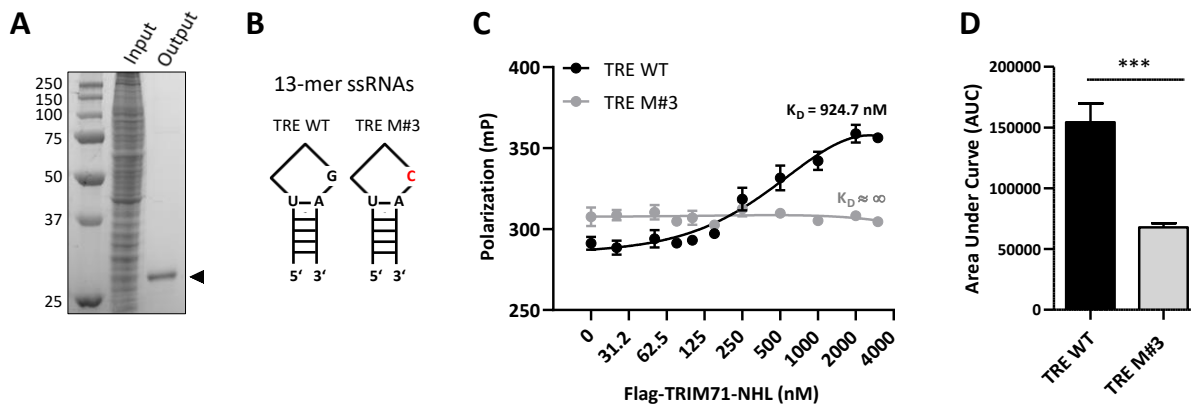 A
Input
Output
250
150
100
75
50
37
25
B
13-mer ssRNAs
TRE WT
TRE M#3
G
C
U A
U A
5‘ 3‘
5‘ 3‘
C
TRE WT
TRE M#3
K_D = 924.7 nM
K_D ≈ ∞
Polarization (mP)
400
350
300
250
0
31.2
62.5
125
250
500
1000
2000
4000
Flag-TRIM71-NHL (nM)
D
***
Area Under Curve (AUC)
200000
150000
100000
50000
0
TRE WT
TRE M#3